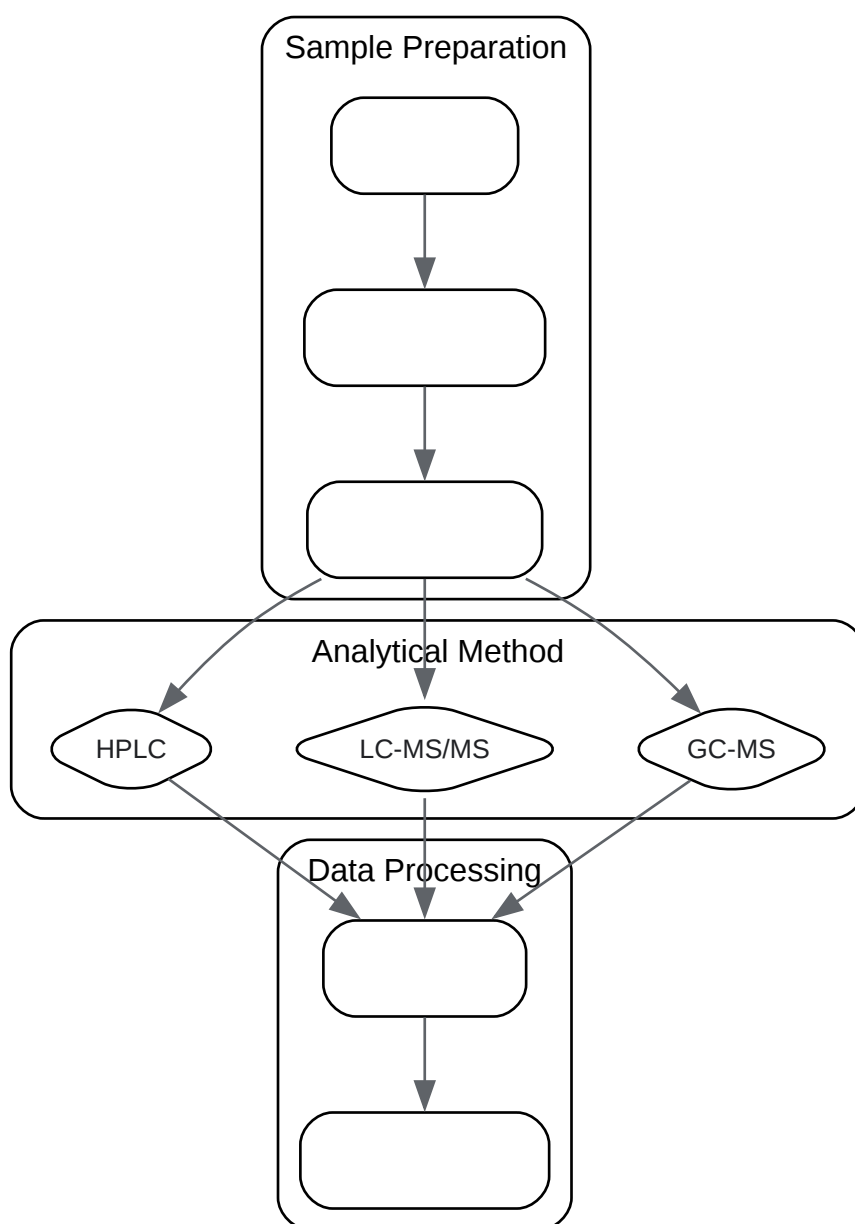 Sample Preparation
Analytical Method
HPLC
LC-MS/MS
GC-MS
Data Processing